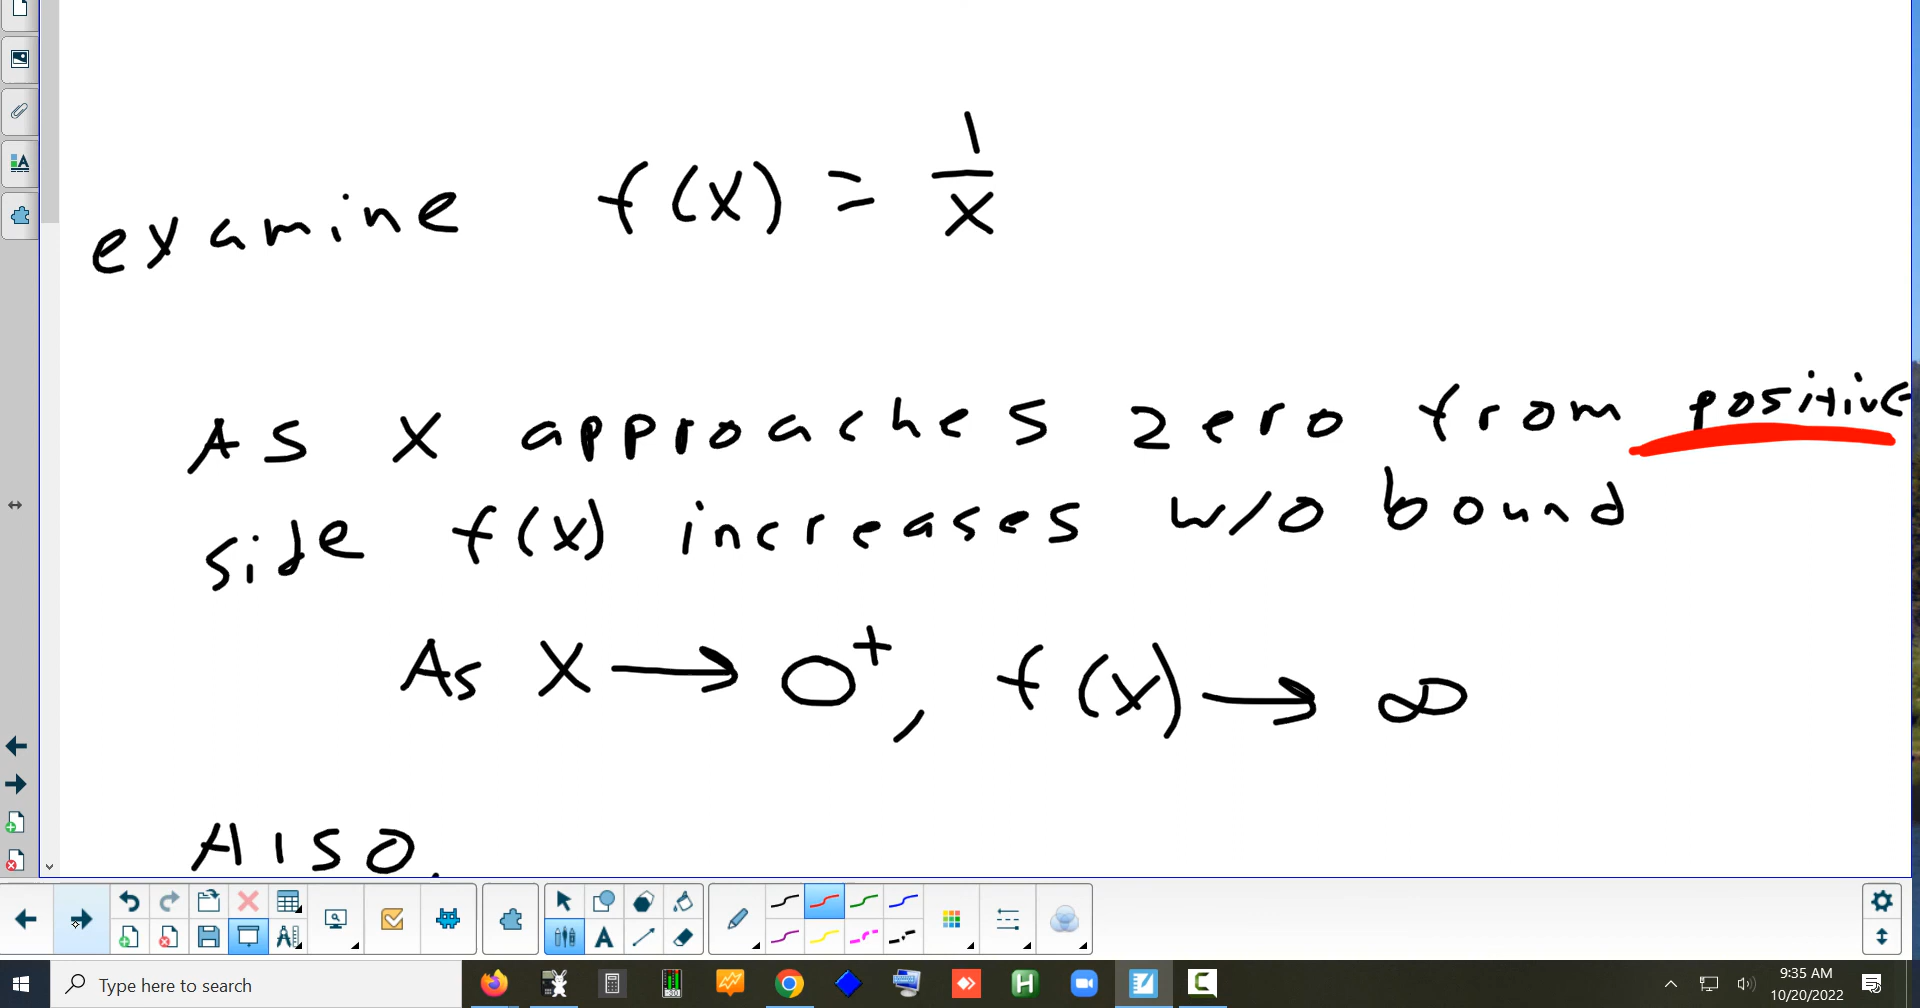 examine f(x) = 1/x
As x approaches zero from positive
side f(x) increases w/o bound
As x → 0⁺, f(x) → ∞
Also,
A
A
A
Type here to search
-30
H
C
9:35 AM
10/20/2022